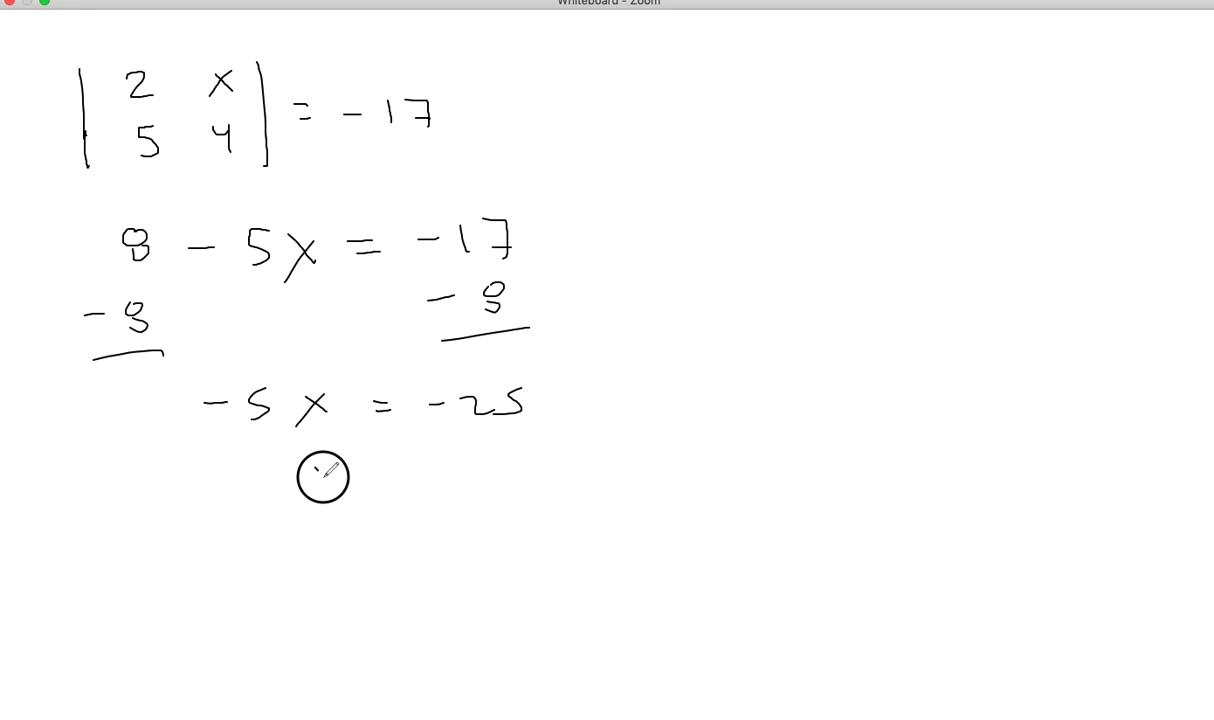 Whiteboard - Zoom
| 2 x | = -17
| 5 4 |
8 - 5x = -17
-8 -8
-5x = -25